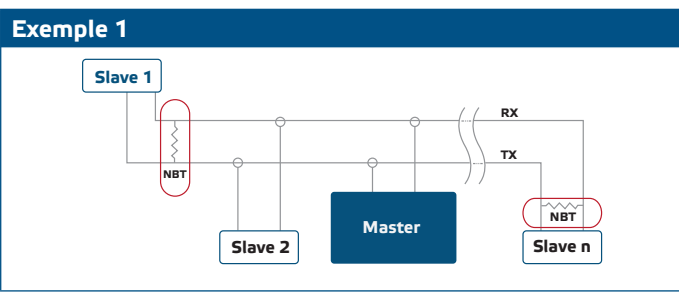 Exemple 1
Slave 1
RX
TX
NBT
Master
NBT
Slave 2
Slave n